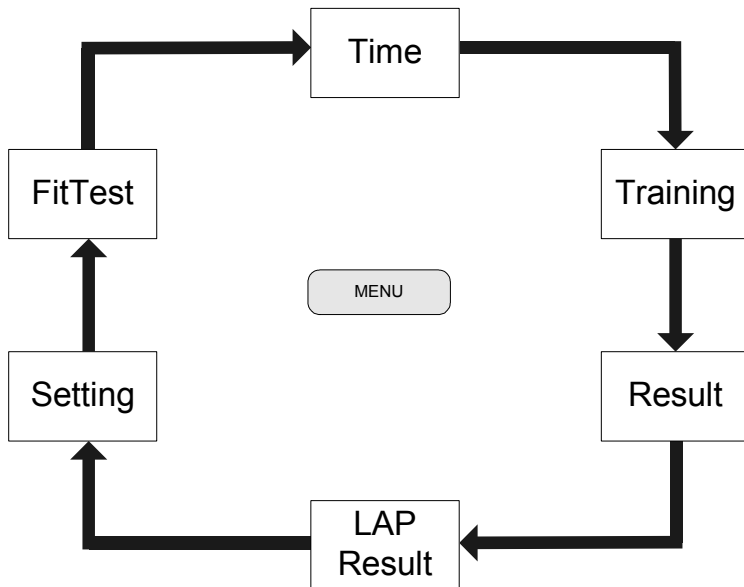 Time
FitTest
Training
MENU
Setting
Result
LAP
Result